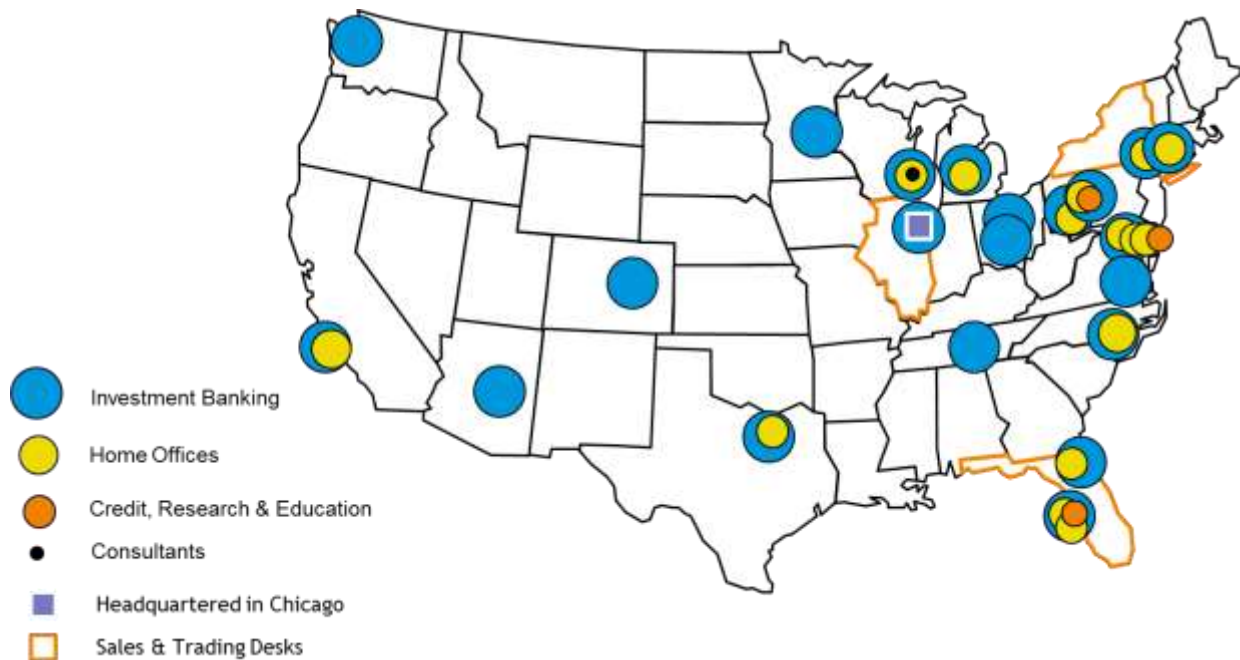 Investment Banking
Home Offices
Credit, Research & Education
Consultants
Headquartered in Chicago
Sales & Trading Desks